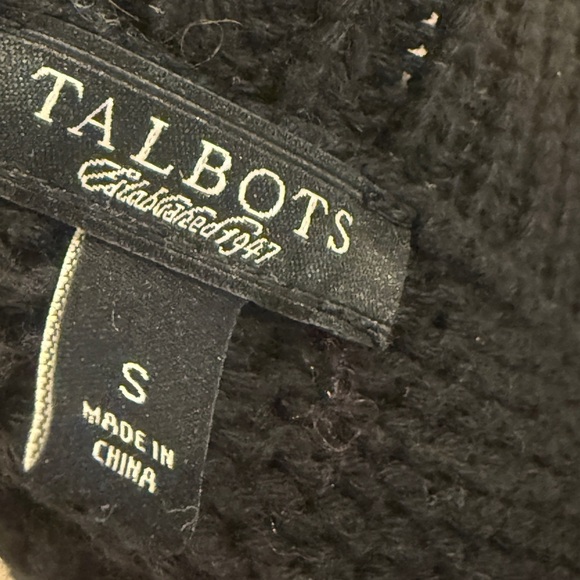 TALBOTS
Established 1947
S
MADE IN
CHINA